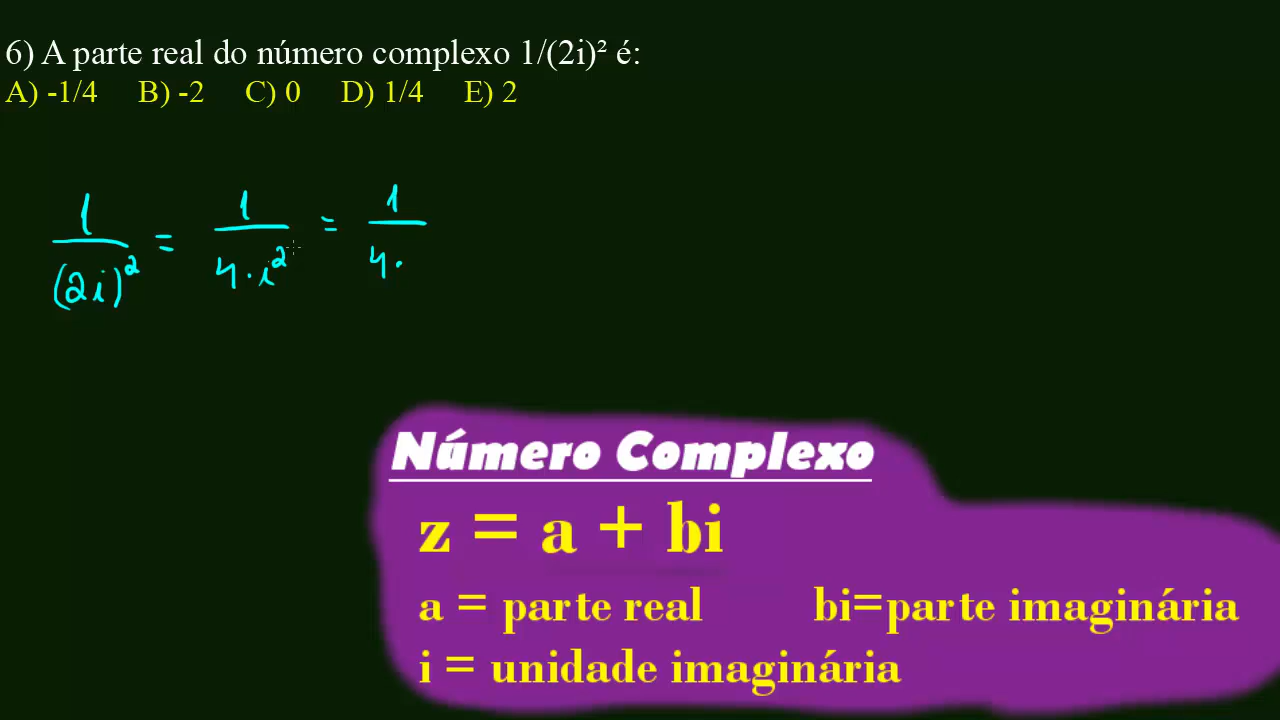 6) A parte real do número complexo 1/(2i)² é:
A) -1/4 B) -2 C) 0 D) 1/4 E) 2
1/(2i)² = 1/4·i² = 1/4·
Número Complexo
z = a + bi
a = parte real bi=parte imaginária
i = unidade imaginária